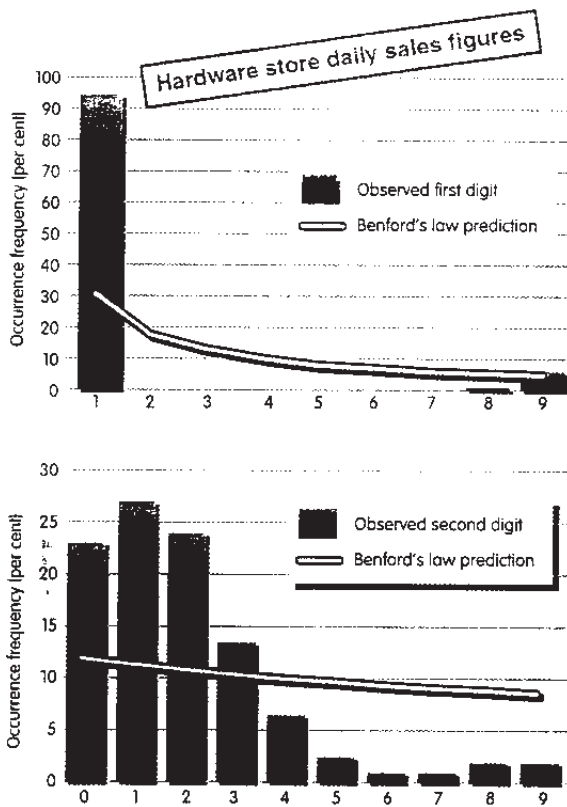 Hardware store daily sales figures
Occurrence frequency (per cent)
100
90
80
70
60
50
40
30
20
10
0
Observed first digit
Benford's law prediction
1 2 3 4 5 6 7 8 9
Occurrence frequency (per cent)
30
25
20
15
10
5
0
Observed second digit
Benford's law prediction
0 1 2 3 4 5 6 7 8 9